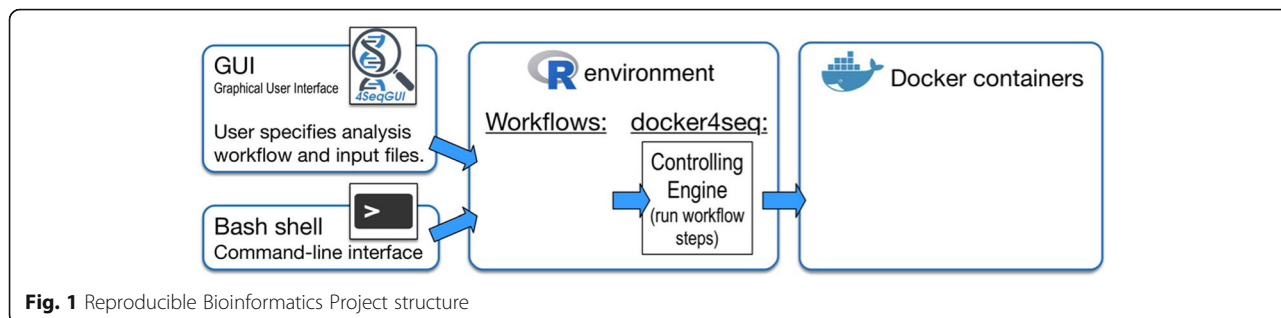 GUI
Graphical User Interface
4SeqGUI
User specifies analysis
workflow and input files.
>
Bash shell
Command-line interface
R environment
Workflows:
docker4seq:
Controlling
Engine
(run workflow
steps)
Docker containers
Fig. 1 Reproducible Bioinformatics Project structure